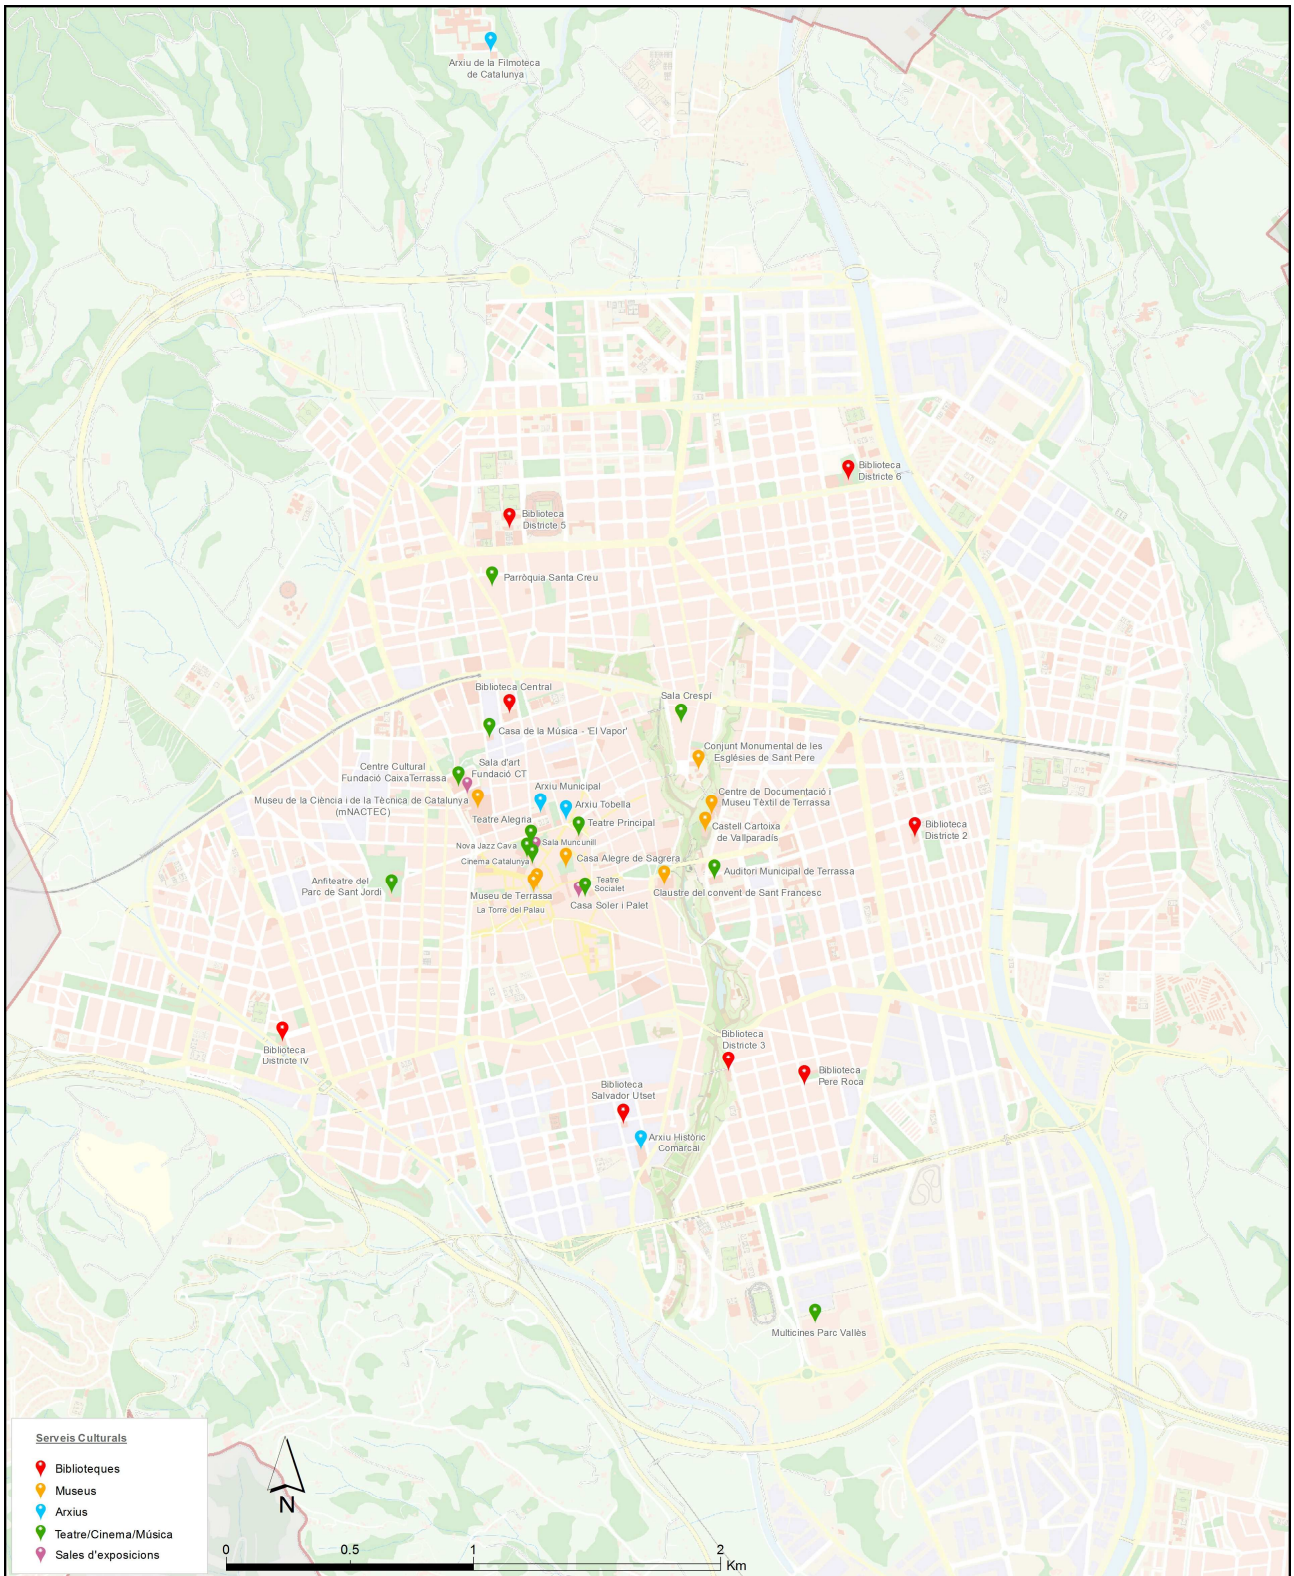 Arxiu de la Filmoteca
de Catalunya
Biblioteca
Districte 6
Biblioteca
Districte 5
Parròquia Santa Creu
Biblioteca Central
Sala Crespí
Casa de la Música - 'El Vapor'
Conjunt Monumental de les
Esglésies de Sant Pere
Centre Cultural
Fundació CaixaTerrassa
Sala d'art
Fundació CT
Museu de la Ciència i de la Tècnica de Catalunya
(mNACTEC)
Arxiu Municipal
Arxiu Tobella
Centre de Documentació i
Museu Tèxtil de Terrassa
Teatre Alegria
Teatre Principal
Castell Cartoixa
de Vallparadís
Biblioteca
Districte 2
Nova Jazz Cava
Sala Muncunill
Cinema Catalunya
Casa Alegre de Sagrera
Auditori Municipal de Terrassa
Anfiteatre del
Parc de Sant Jordi
Teatre
Socialet
Claustre del convent de Sant Francesc
Museu de Terrassa
La Torre del Palau
Casa Soler i Palet
Biblioteca
Districte IV
Biblioteca
Districte 3
Biblioteca
Pere Roca
Biblioteca
Salvador Utset
Arxiu Històric
Comarcal
Multicines Parc Vallès
Serveis Culturals
Biblioteques
Museus
Arxius
Teatre/Cinema/Música
Sales d'exposicions
N
0 0.5 1 2
Km